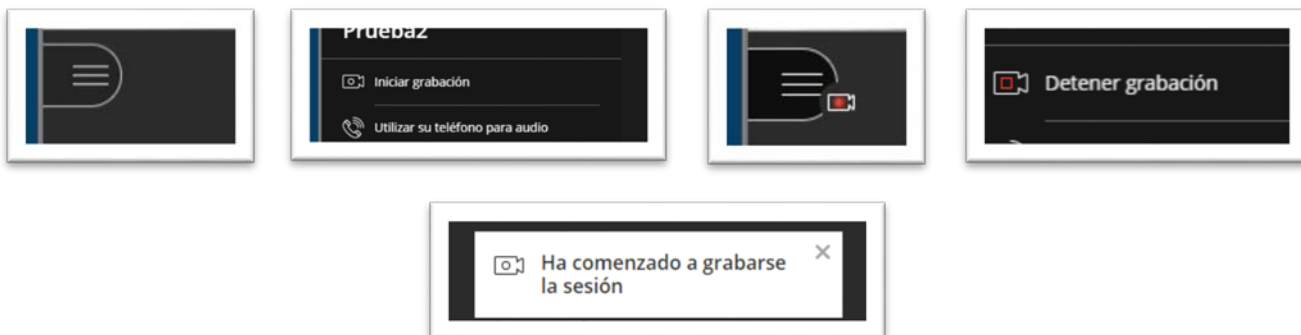 Prueba2
Iniciar grabación
Utilizar su teléfono para audio
Detener grabación
Ha comenzado a grabarse
la sesión